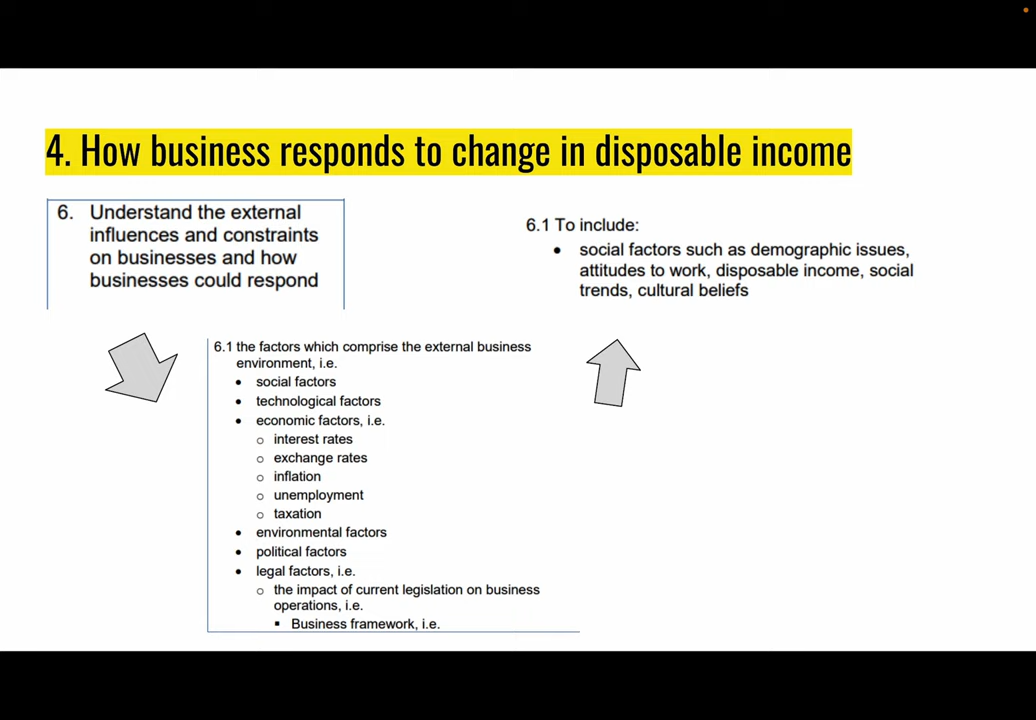 4. How business responds to change in disposable income
6. Understand the external
influences and constraints
on businesses and how
businesses could respond
6.1 To include:
• social factors such as demographic issues,
attitudes to work, disposable income, social
trends, cultural beliefs
6.1 the factors which comprise the external business
environment, i.e.
• social factors
• technological factors
• economic factors, i.e.
o interest rates
o exchange rates
o inflation
o unemployment
o taxation
• environmental factors
• political factors
• legal factors, i.e.
o the impact of current legislation on business
operations, i.e.
▪ Business framework, i.e.